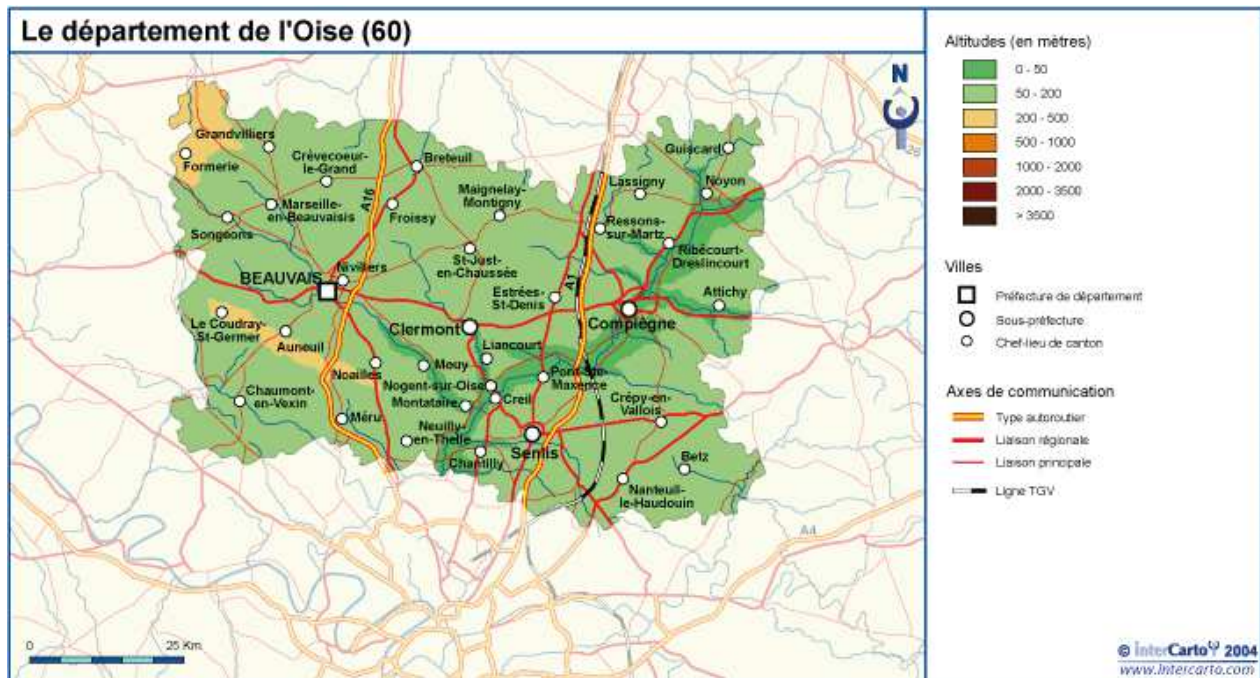 Le département de l'Oise (60)
N
Grandvilliers
Formerie
Crèvecoeur-
le-Grand
Breteuil
Guiscard
A16
Maignelay-
Montigny
Lassigny
Noyon
Marseille-
en-Beauvaisis
Froissy
Songeons
Ressons-
sur-Martz
Ribécourt-
Dreslincourt
St-Just-
en-Chaussée
BEAUVAIS
Nivillers
A1
Estrées-
St-Denis
Attichy
Le Coudray-
St-Germer
Clermont
Compiègne
Auneuil
Liancourt
Noailles
Mouy
Pont-Ste-
Maxence
Nogent-sur-Oise
Chaumont-
en-Vexin
Montataire
Creil
Crépy-en-
Vallois
Méru
Neuilly-
en-Thelle
Senlis
Chantilly
Betz
Nanteuil-
le-Haudouin
A4
0 25 Km.
Altitudes (en mètres)
0 - 50
50 - 200
200 - 500
500 - 1000
1000 - 2000
2000 - 3500
> 3500
Villes
Préfecture de département
Sous-préfecture
Chef-lieu de canton
Axes de communication
Type autoroutier
Liaison régionale
Liaison principale
Ligne TGV
© interCarto 2004
www.intercarto.com